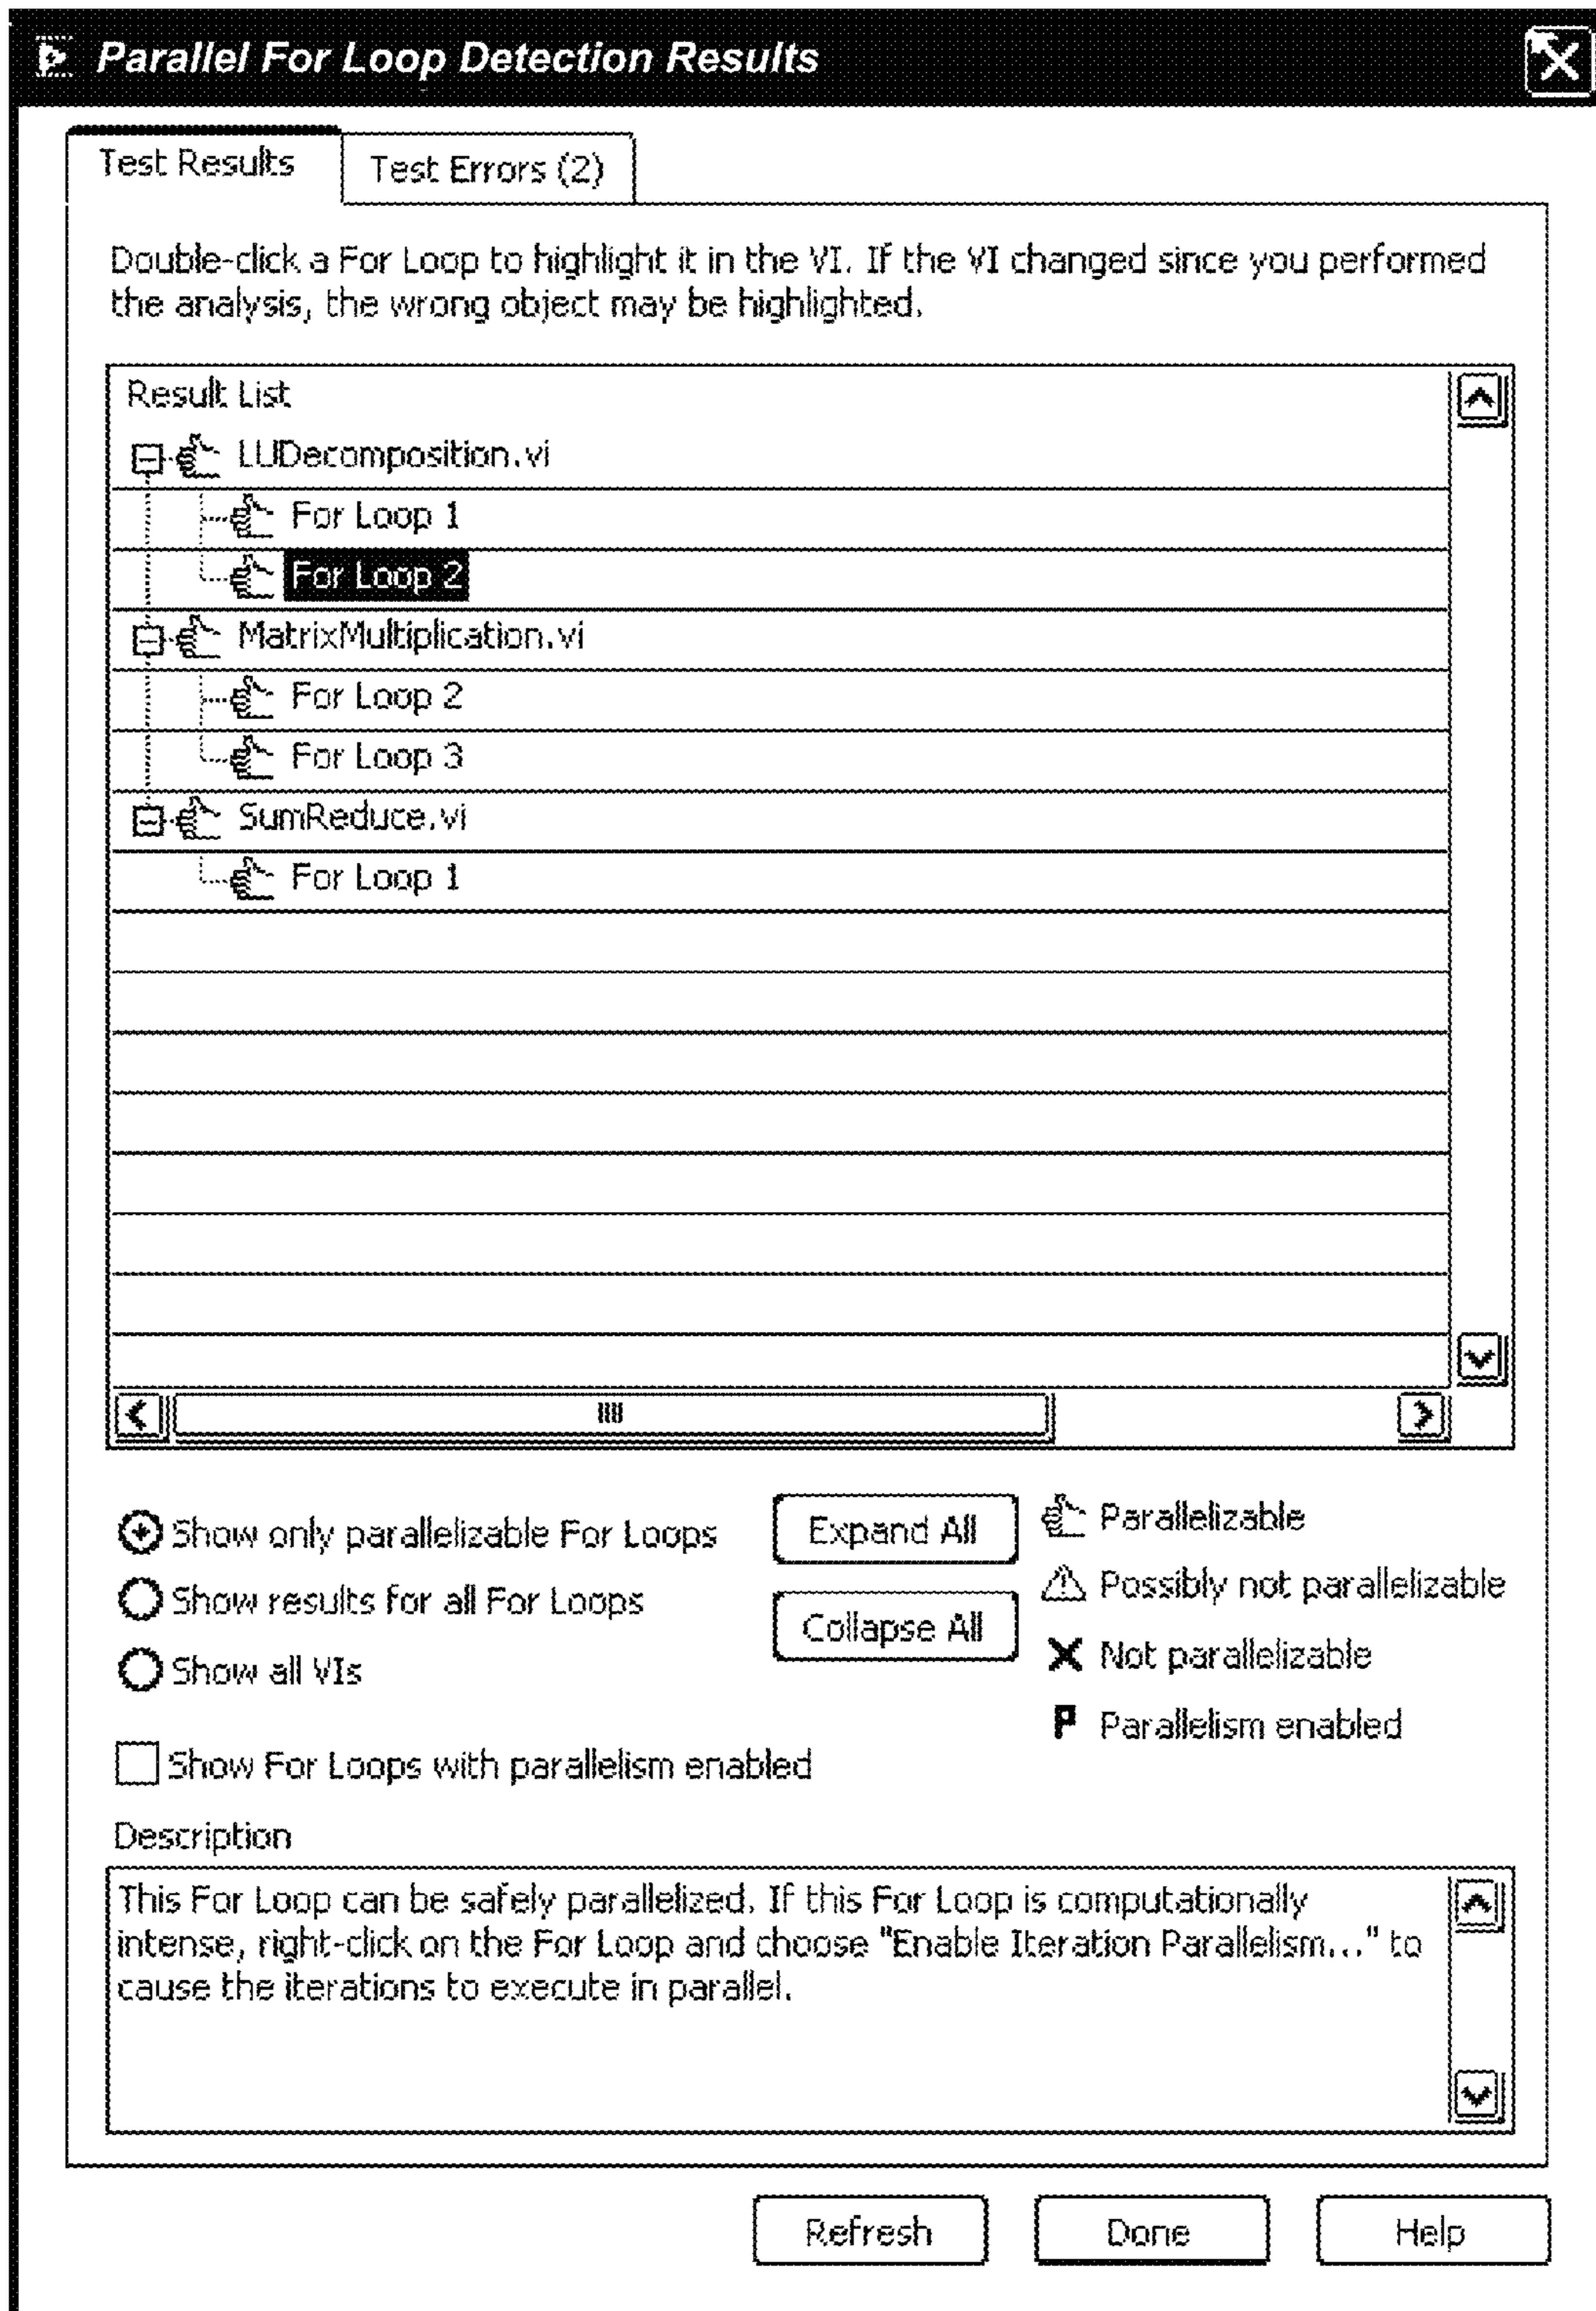 Parallel For Loop Detection Results
Test Results
Test Errors (2)
Double-click a For Loop to highlight it in the VI. If the VI changed since you performed
the analysis, the wrong object may be highlighted.
Result List
LUDecomposition.vi
For Loop 1
For Loop 2
MatrixMultiplication.vi
For Loop 2
For Loop 3
SumReduce.vi
For Loop 1
Show only parallelizable For Loops
Show results for all For Loops
Show all VIs
Show For Loops with parallelism enabled
Expand All
Collapse All
Parallelizable
Possibly not parallelizable
Not parallelizable
P Parallelism enabled
Description
This For Loop can be safely parallelized. If this For Loop is computationally
intense, right-click on the For Loop and choose "Enable Iteration Parallelism..." to
cause the iterations to execute in parallel.
Refresh
Done
Help